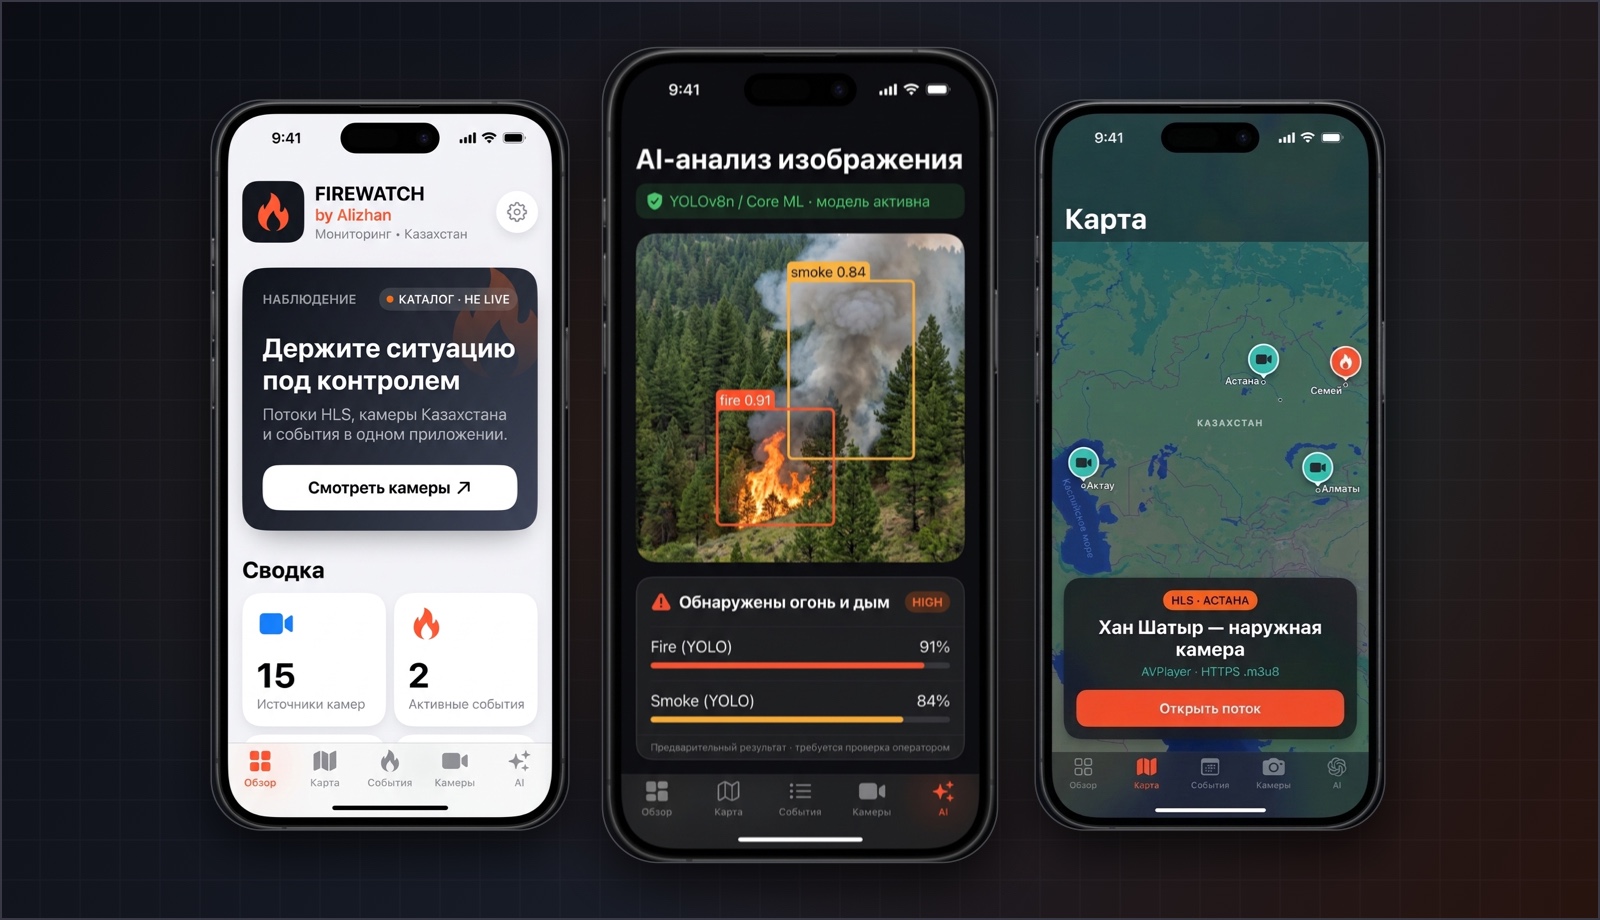 9:41
FIREWATCH
by Alizhan
Мониторинг • Казахстан
НАБЛЮДЕНИЕ
КАТАЛОГ · НЕ LIVE
Держите ситуацию
под контролем
Потоки HLS, камеры Казахстана
и события в одном приложении.
Смотреть камеры ↗
Сводка
15
Источники камер
2
Активные события
Обзор
Карта
События
Камеры
AI
9:41
AI-анализ изображения
YOLOv8n / Core ML · модель активна
smoke 0.84
fire 0.91
Обнаружены огонь и дым
HIGH
Fire (YOLO)
91%
Smoke (YOLO)
84%
Предварительный результат · требуется проверка оператором
Обзор
Карта
События
Камеры
AI
9:41
Карта
Астана
Семей
КАЗАХСТАН
Актау
Алматы
Каспийское море
HLS · АСТАНА
Хан Шатыр — наружная
камера
AVPlayer · HTTPS .m3u8
Открыть поток
Обзор
Карта
События
Камеры
AI